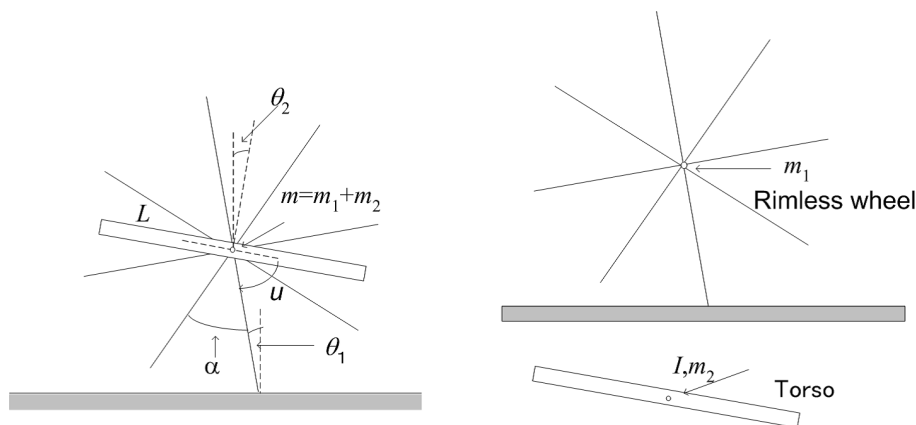 θ2
m=m1+m2
L
u
θ1
α
m1
Rimless wheel
I,m2
Torso